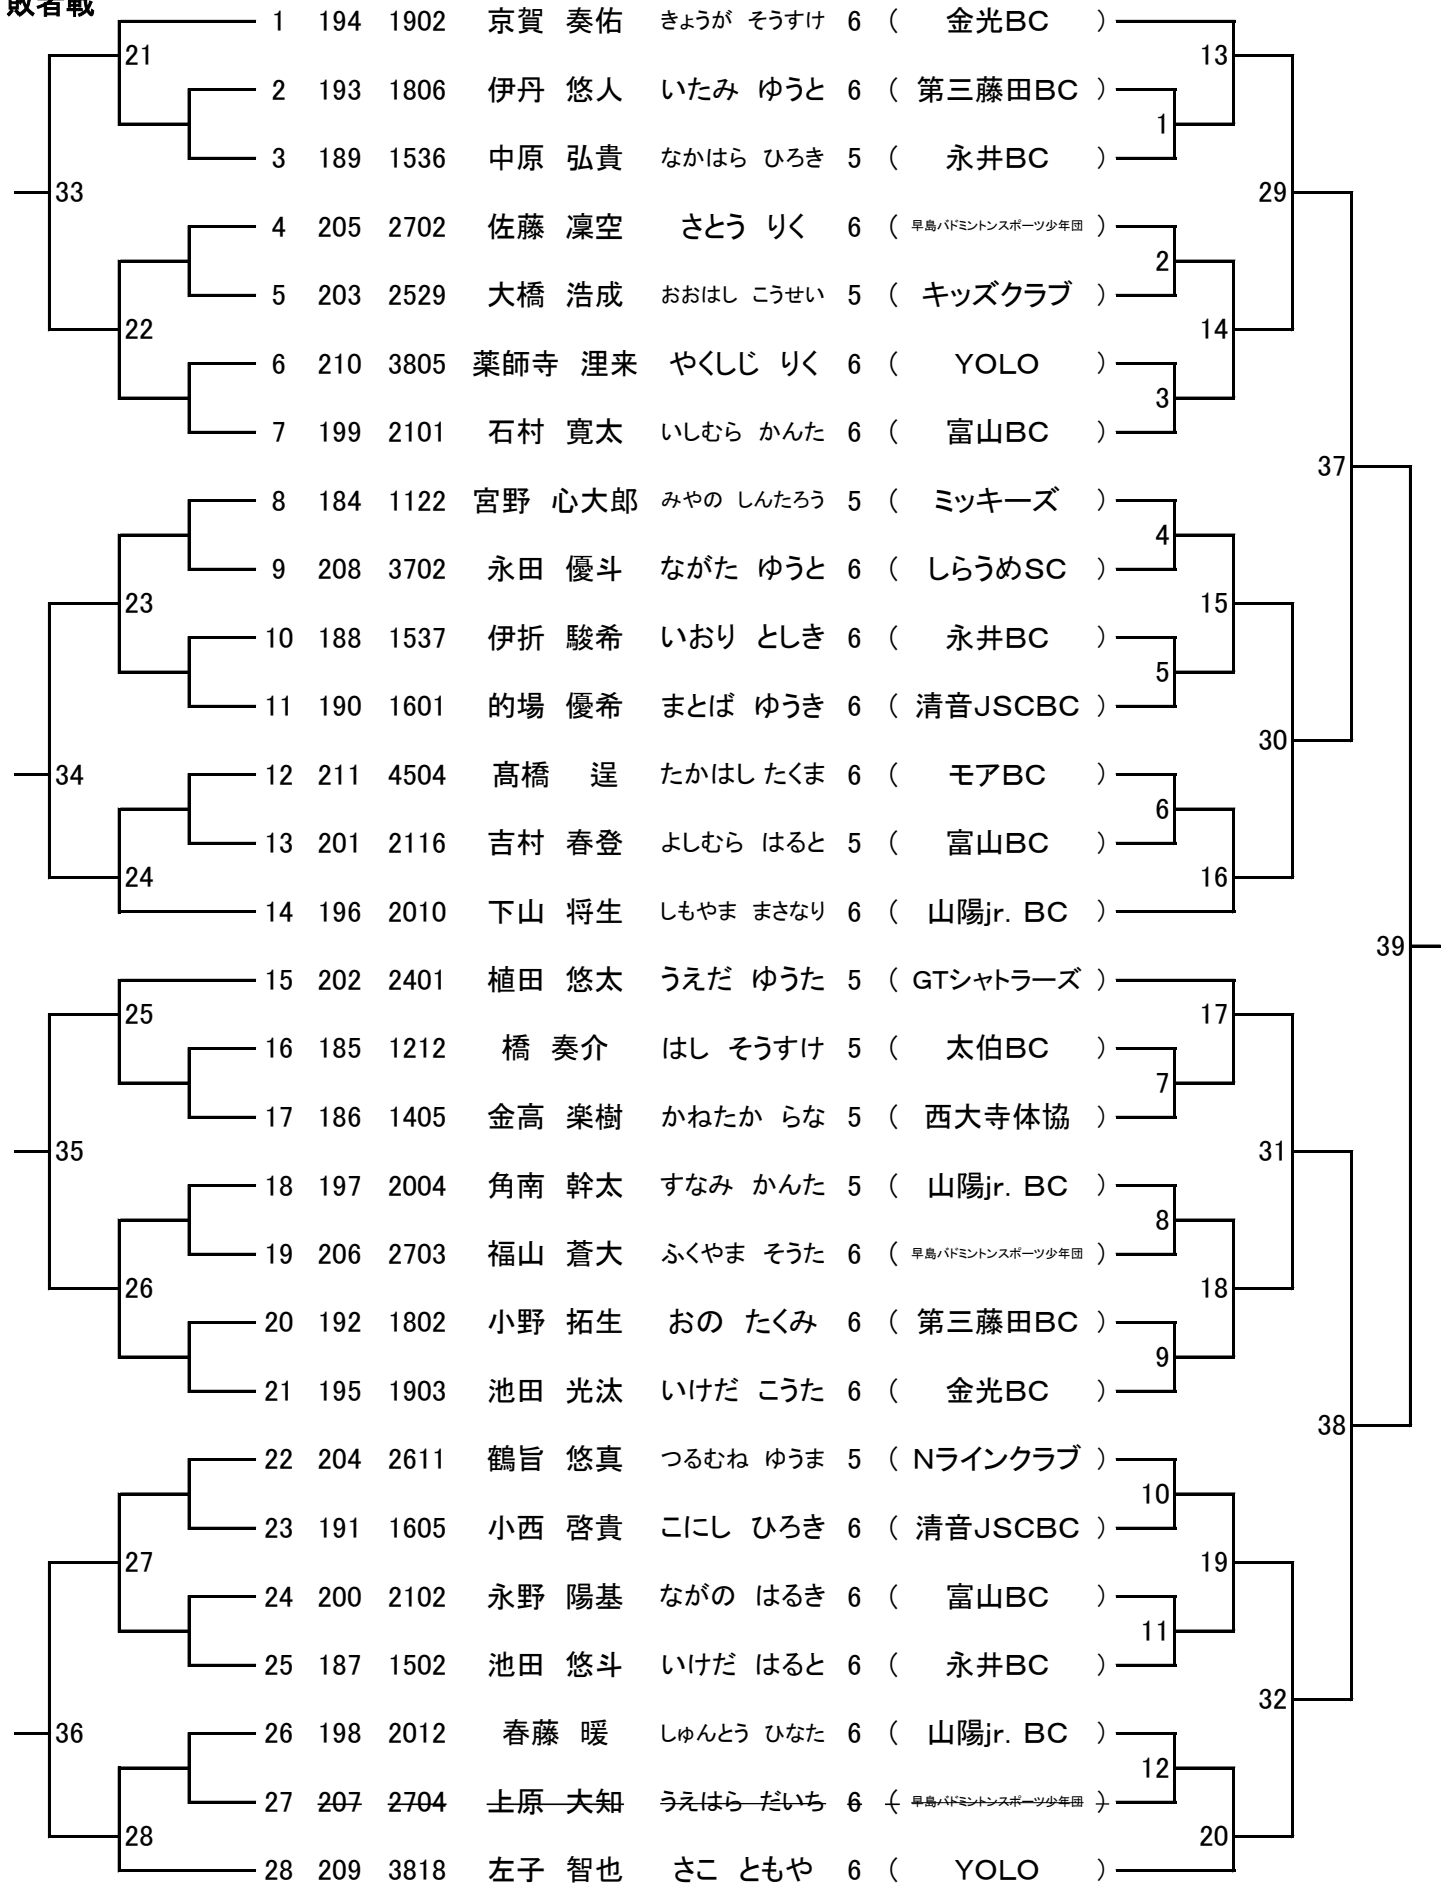 敗者戦
1 194 1902 京賀 奏佑 きょうが そうすけ 6 ( 金光BC )
21 13
2 193 1806 伊丹 悠人 いたみ ゆうと 6 ( 第三藤田BC )
1
3 189 1536 中原 弘貴 なかはら ひろき 5 ( 永井BC )
33 29
4 205 2702 佐藤 凜空 さとう りく 6 ( 早島バドミントンスポーツ少年団 )
2
5 203 2529 大橋 浩成 おおはし こうせい 5 ( キッズクラブ )
22 14
6 210 3805 薬師寺 浬来 やくしじ りく 6 ( YOLO )
3
7 199 2101 石村 寛太 いしむら かんた 6 ( 富山BC )
37
8 184 1122 宮野 心大郎 みやの しんたろう 5 ( ミッキーズ )
4
9 208 3702 永田 優斗 ながた ゆうと 6 ( しらうめSC )
23 15
10 188 1537 伊折 駿希 いおり としき 6 ( 永井BC )
5
11 190 1601 的場 優希 まとば ゆうき 6 ( 清音JSCBC )
30
34 12 211 4504 髙橋 逞 たかはし たくま 6 ( モアBC )
6
13 201 2116 吉村 春登 よしむら はると 5 ( 富山BC )
24 16
14 196 2010 下山 将生 しもやま まさなり 6 ( 山陽jr. BC )
39
15 202 2401 植田 悠太 うえだ ゆうた 5 ( GTシャトラーズ )
25 17
16 185 1212 橋 奏介 はし そうすけ 5 ( 太伯BC )
7
17 186 1405 金高 楽樹 かねたか らな 5 ( 西大寺体協 )
35 31
18 197 2004 角南 幹太 すなみ かんた 5 ( 山陽jr. BC )
8
19 206 2703 福山 蒼大 ふくやま そうた 6 ( 早島バドミントンスポーツ少年団 )
26 18
20 192 1802 小野 拓生 おの たくみ 6 ( 第三藤田BC )
9
21 195 1903 池田 光汰 いけだ こうた 6 ( 金光BC )
38
22 204 2611 鶴旨 悠真 つるむね ゆうま 5 ( Nラインクラブ )
10
23 191 1605 小西 啓貴 こにし ひろき 6 ( 清音JSCBC )
27 19
24 200 2102 永野 陽基 ながの はるき 6 ( 富山BC )
11
25 187 1502 池田 悠斗 いけだ はると 6 ( 永井BC )
32
36 26 198 2012 春藤 暖 しゅんとう ひなた 6 ( 山陽jr. BC )
12
27 207 2704 上原 大知 うえはら だいち 6 ( 早島バドミントンスポーツ少年団 )
28 20
28 209 3818 左子 智也 さこ ともや 6 ( YOLO )